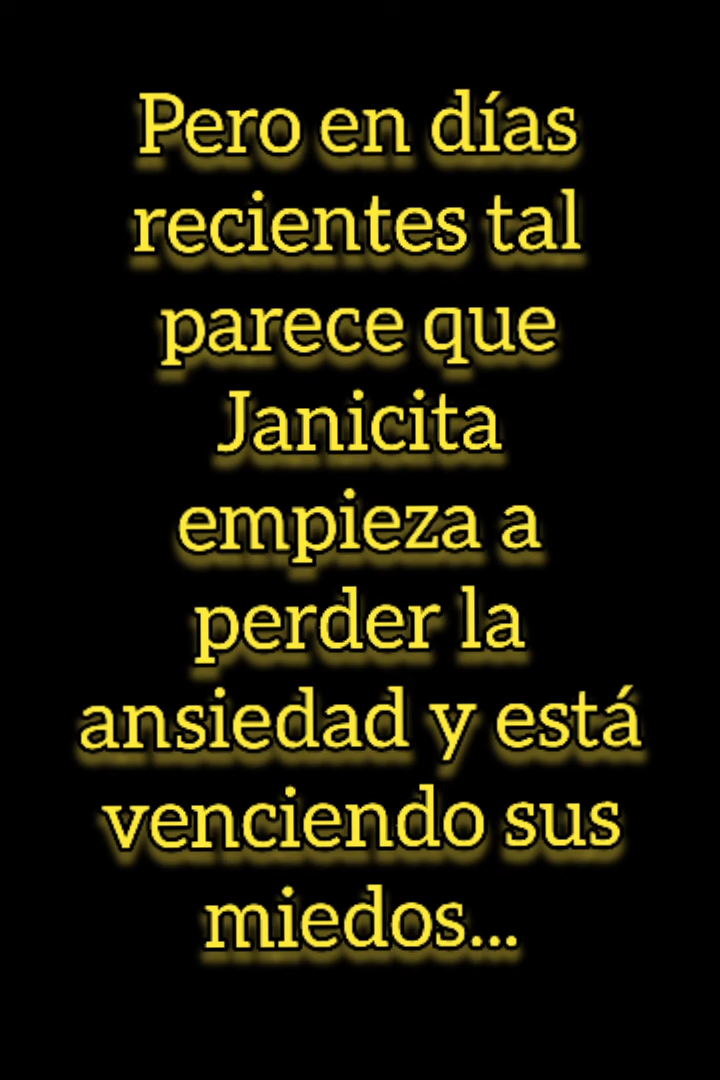 Pero en días
recientes tal
parece que
Janicita
empieza a
perder la
ansiedad y está
venciendo sus
miedos...